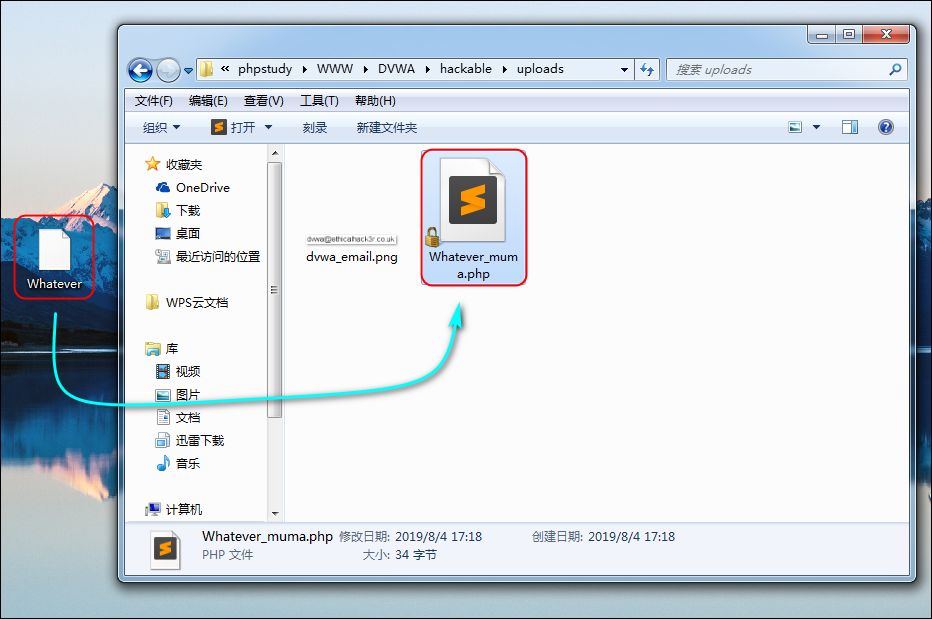 « phpstudy WWW DVWA hackable uploads
搜索 uploads
文件(F) 编辑(E) 查看(V) 工具(T) 帮助(H)
组织 打开 刻录 新建文件夹
收藏夹
OneDrive
下载
桌面
最近访问的位置
WPS云文档
库
视频
图片
文档
迅雷下载
音乐
计算机
Whatever
dvwa@ethicalhack3r.co.uk
dvwa_email.png
Whatever_mum
a.php
Whatever_muma.php 修改日期: 2019/8/4 17:18 创建日期: 2019/8/4 17:18
PHP 文件 大小: 34 字节